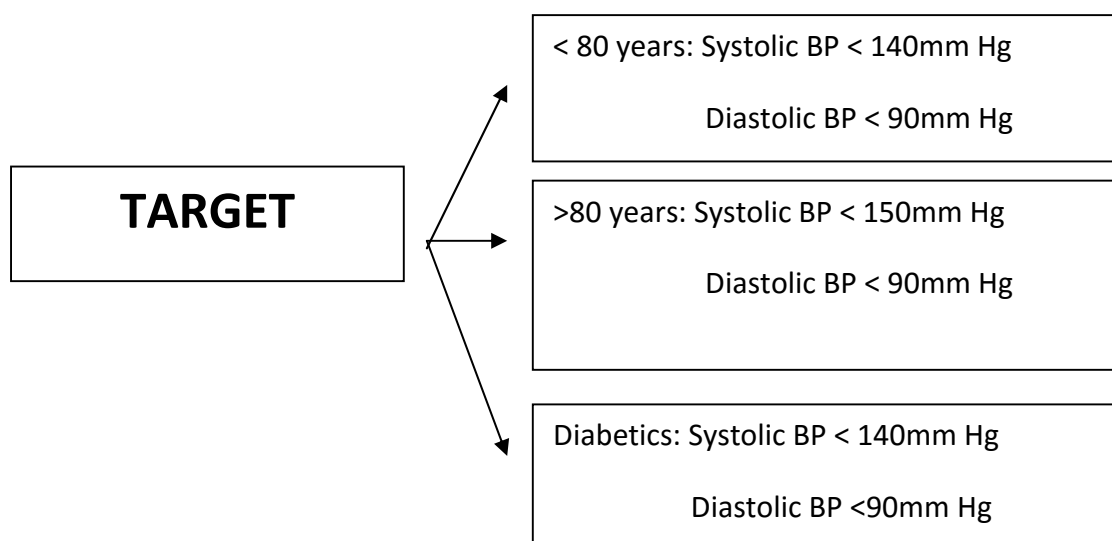 TARGET
< 80 years: Systolic BP < 140mm Hg
Diastolic BP < 90mm Hg
>80 years: Systolic BP < 150mm Hg
Diastolic BP < 90mm Hg
Diabetics: Systolic BP < 140mm Hg
Diastolic BP <90mm Hg